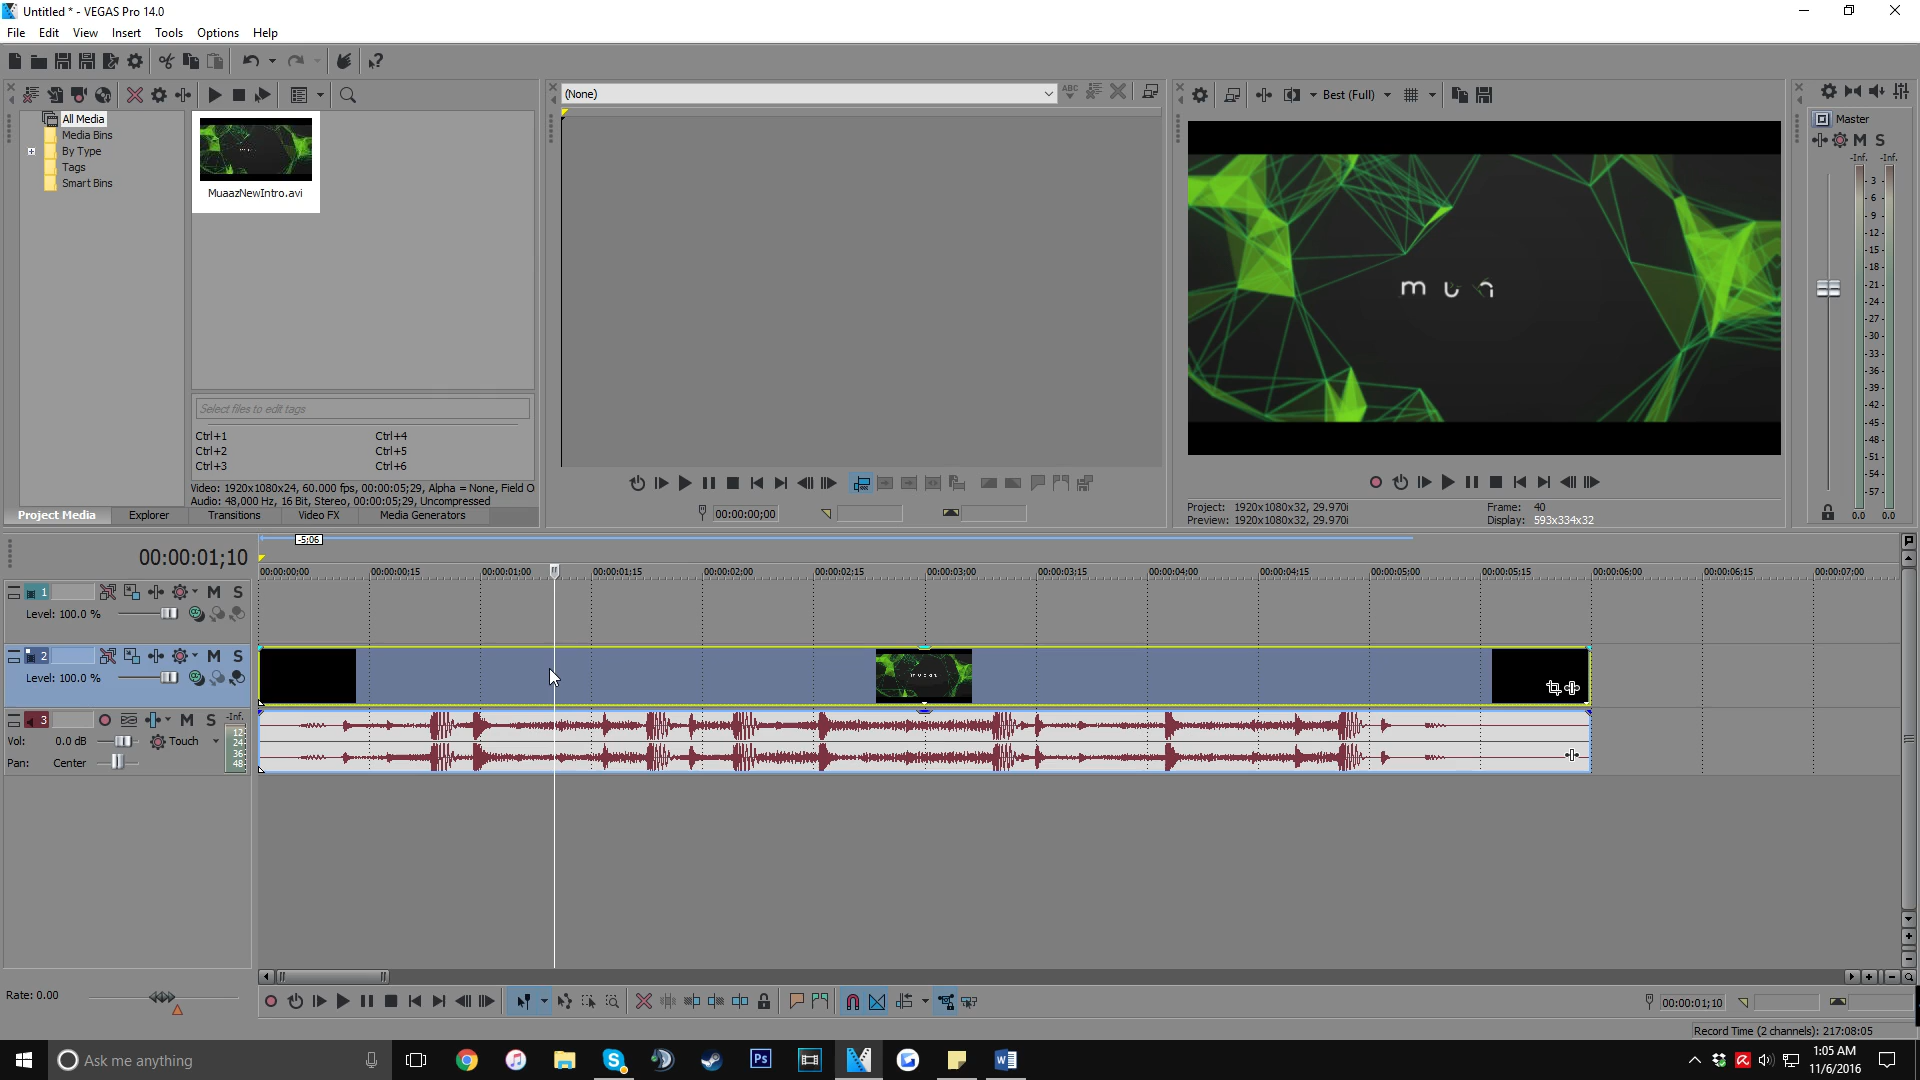 Untitled * - VEGAS Pro 14.0
File Edit View Insert Tools Options Help
(None)
Best (Full)
All Media
Media Bins
By Type
Tags
Smart Bins
MuaazNewIntro.avi
Master
-Inf. -Inf.
- 3 -
- 6 -
- 9 -
-12-
-15-
-18-
-21-
-24-
-27-
-30-
-33-
-36-
-39-
-42-
-45-
-48-
-51-
-54-
-57-
0.0 0.0
Select files to edit tags
Ctrl+1 Ctrl+4
Ctrl+2 Ctrl+5
Ctrl+3 Ctrl+6
Video: 1920x1080x24, 60.000 fps, 00:00:05;29, Alpha = None, Field O
Audio: 48,000 Hz, 16 Bit, Stereo, 00:00:05;29, Uncompressed
Project Media Explorer Transitions Video FX Media Generators
00:00:00;00
Project: 1920x1080x32, 29.970i
Preview: 1920x1080x32, 29.970i
Frame: 40
Display: 593x334x32
-5:06
00:00:01;10
00:00:00;00 00:00:00;15 00:00:01;00 00:00:01;15 00:00:02;00 00:00:02;15 00:00:03;00 00:00:03;15 00:00:04;00 00:00:04;15 00:00:05;00 00:00:05;15 00:00:06;00 00:00:06;15 00:00:07;00
1 M S
Level: 100.0 %
2 M S
Level: 100.0 %
3 M S -Inf.
Vol: 0.0 dB Touch
Pan: Center
12
24
36
48
Rate: 0.00
00:00:01;10
Record Time (2 channels): 217:08:05
Ask me anything
Ps
1:05 AM
11/6/2016